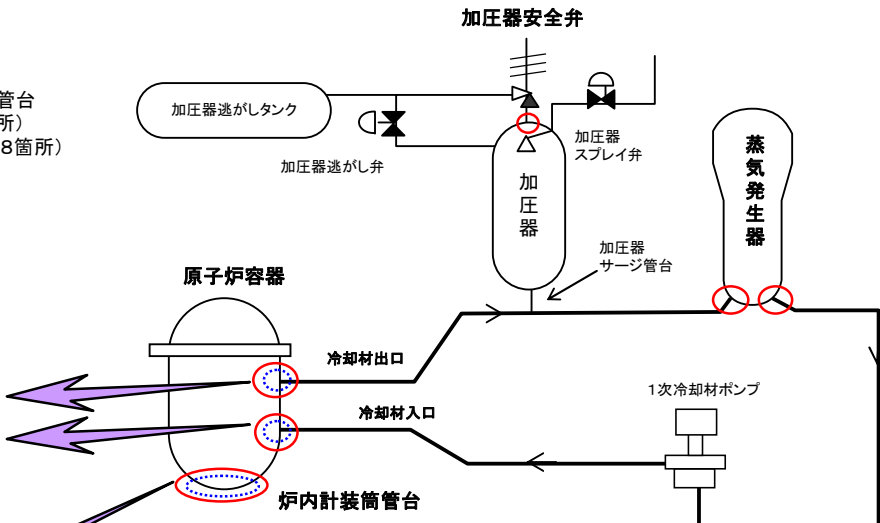 加圧器安全弁
管台
所)
8箇所)
加圧器逃がしタンク
加圧器逃がし弁
加圧器
スプレイ弁
加圧器
蒸気発生器
加圧器
サージ管台
原子炉容器
冷却材出口
冷却材入口
1次冷却材ポンプ
炉内計装筒管台